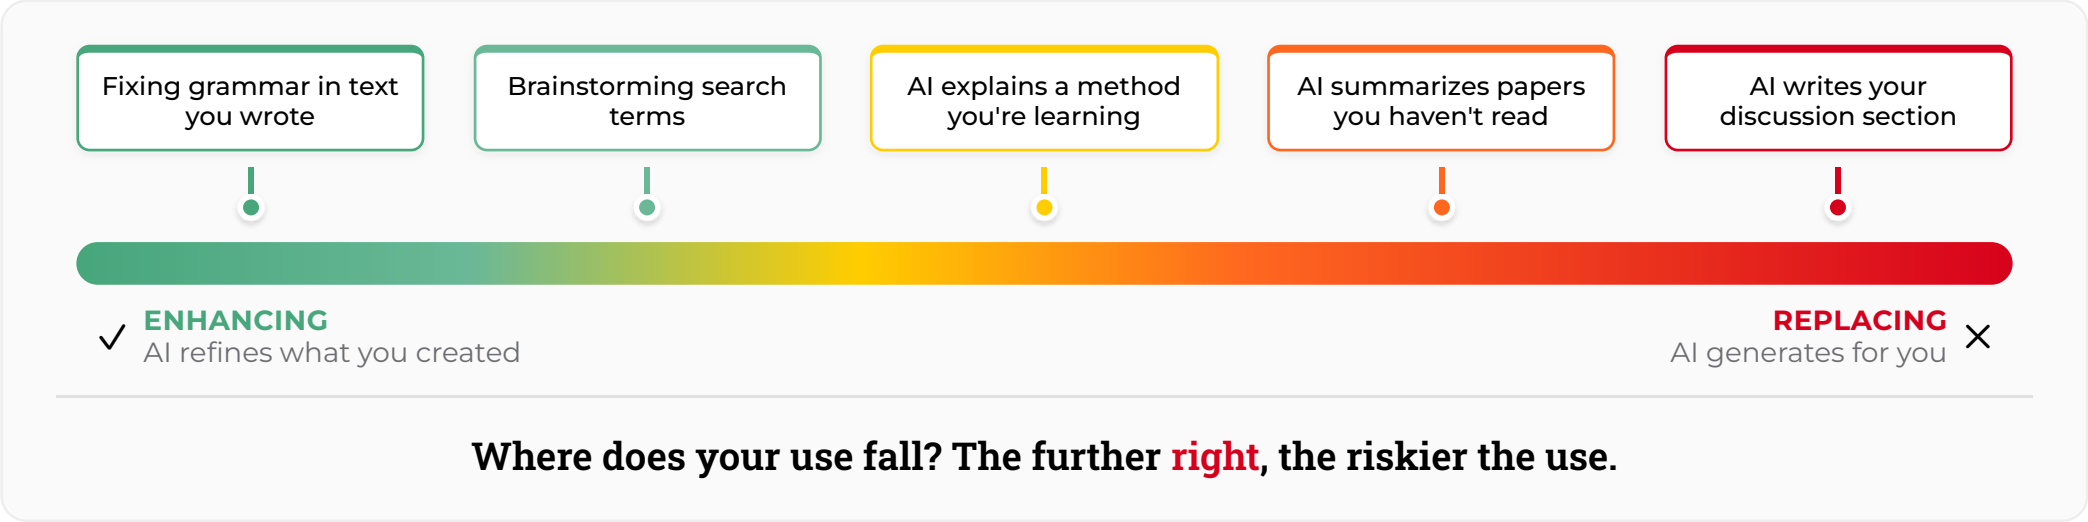 Fixing grammar in text
you wrote
Brainstorming search
terms
AI explains a method
you're learning
AI summarizes papers
you haven't read
AI writes your
discussion section
ENHANCING
AI refines what you created
REPLACING
AI generates for you
Where does your use fall? The further right, the riskier the use.